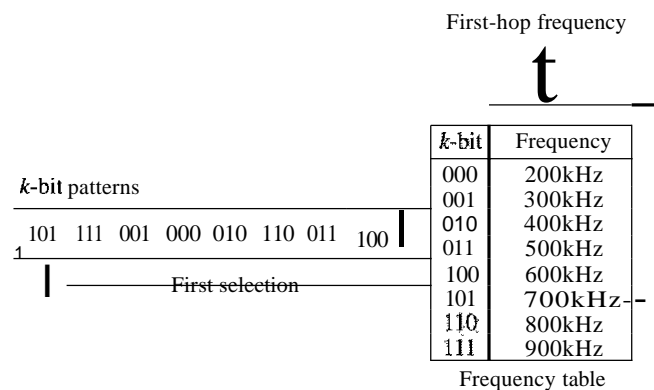 First-hop frequency
t
k-bit Frequency
000 200kHz
k-bit patterns
001 300kHz
010 400kHz
101 111 001 000 010 110 011 100
1
011 500kHz
100 600kHz
First selection
101 700kHz--
110 800kHz
111 900kHz
Frequency table